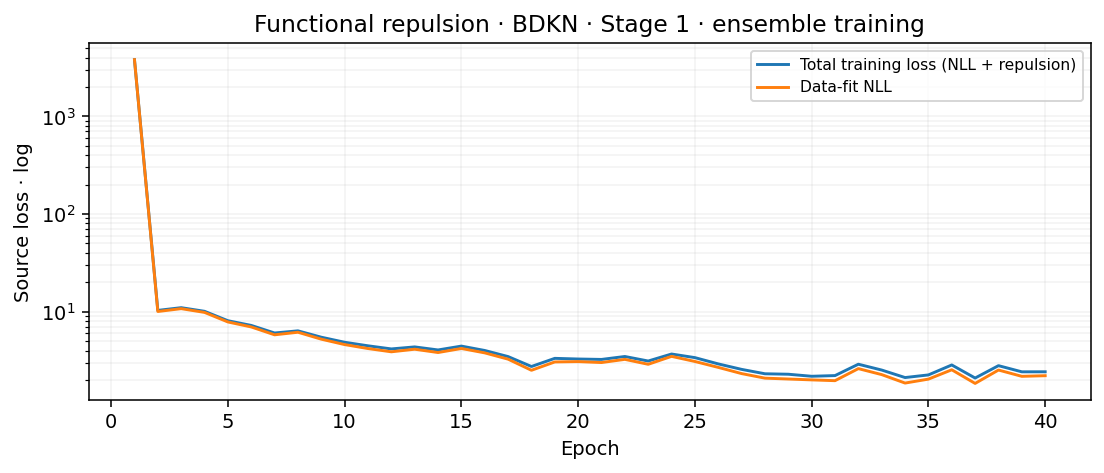 Functional repulsion · BDKN · Stage 1 · ensemble training
Total training loss (NLL + repulsion)
Data-fit NLL
Source loss · log
10³
10²
10¹
0 5 10 15 20 25 30 35 40
Epoch